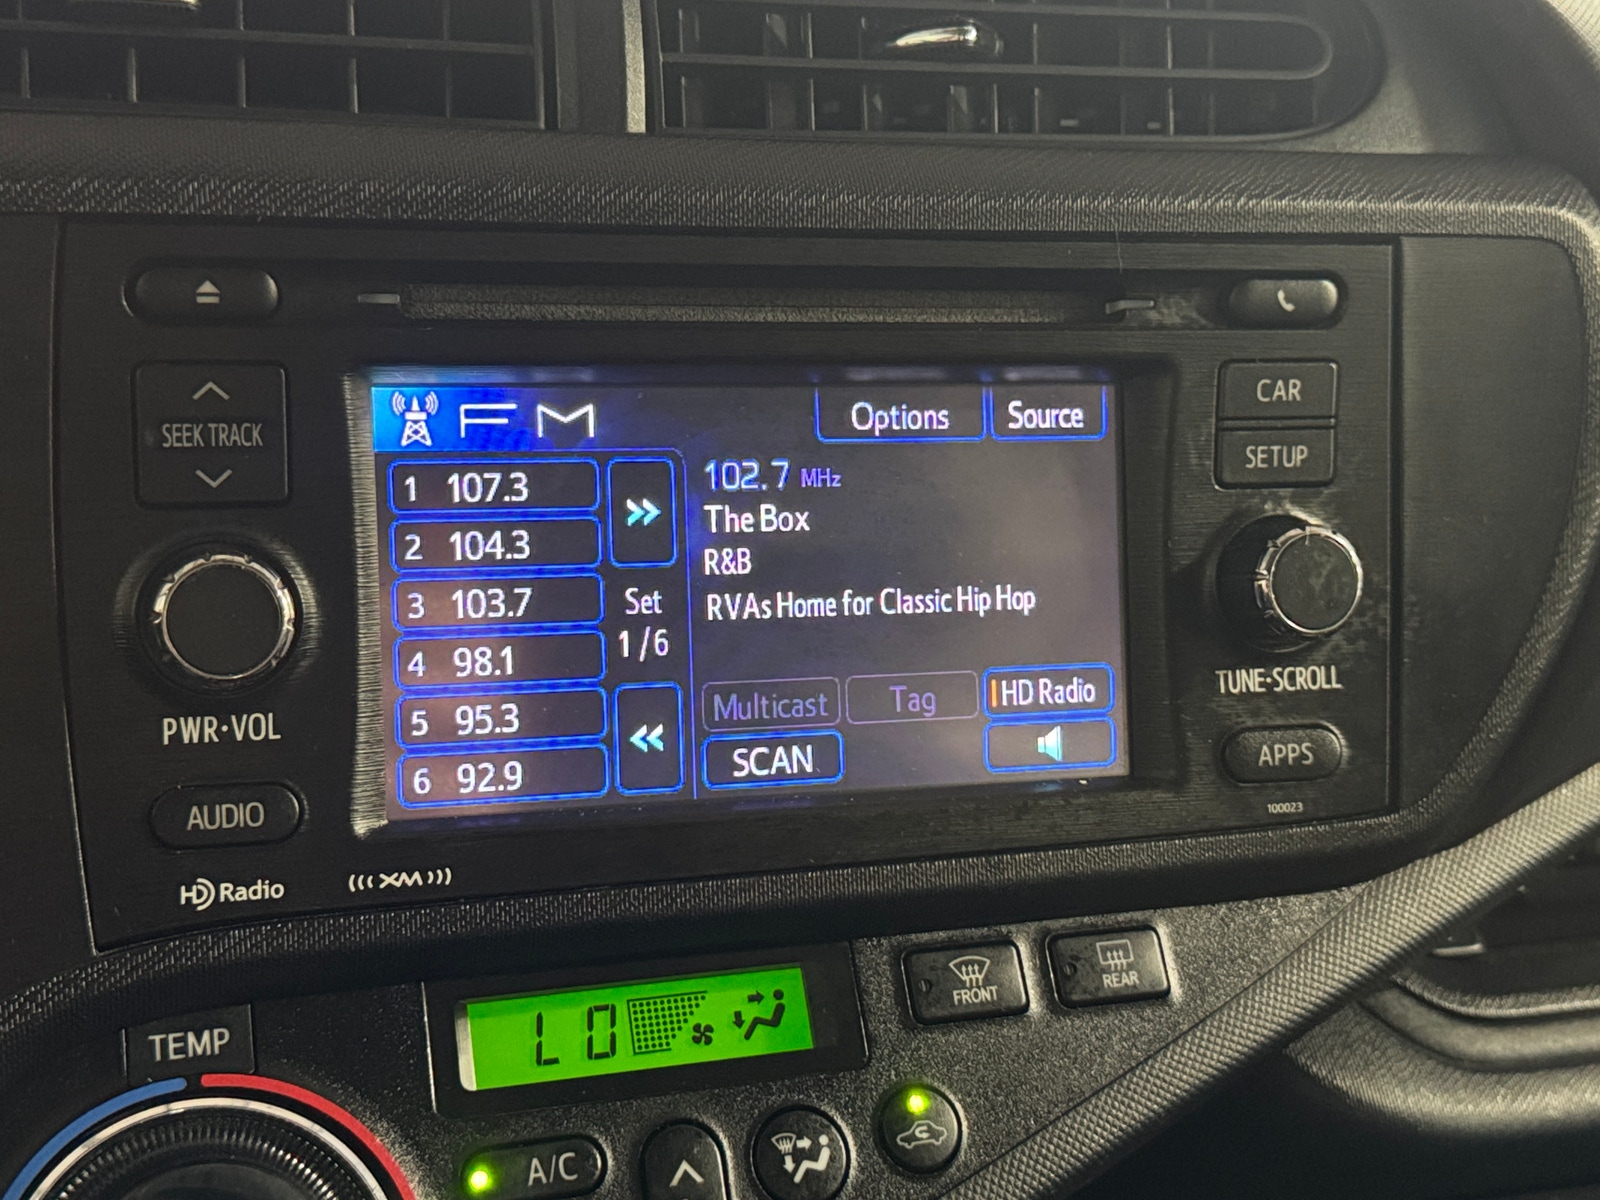 SEEK TRACK
PWR·VOL
AUDIO
HD Radio
(((XM)))
FM
Options
Source
1 107.3
2 104.3
3 103.7
4 98.1
5 95.3
6 92.9
Set
1/6
102.7 MHz
The Box
R&B
RVAs Home for Classic Hip Hop
Multicast
Tag
HD Radio
SCAN
CAR
SETUP
TUNE·SCROLL
APPS
100023
TEMP
LO
FRONT
REAR
A/C